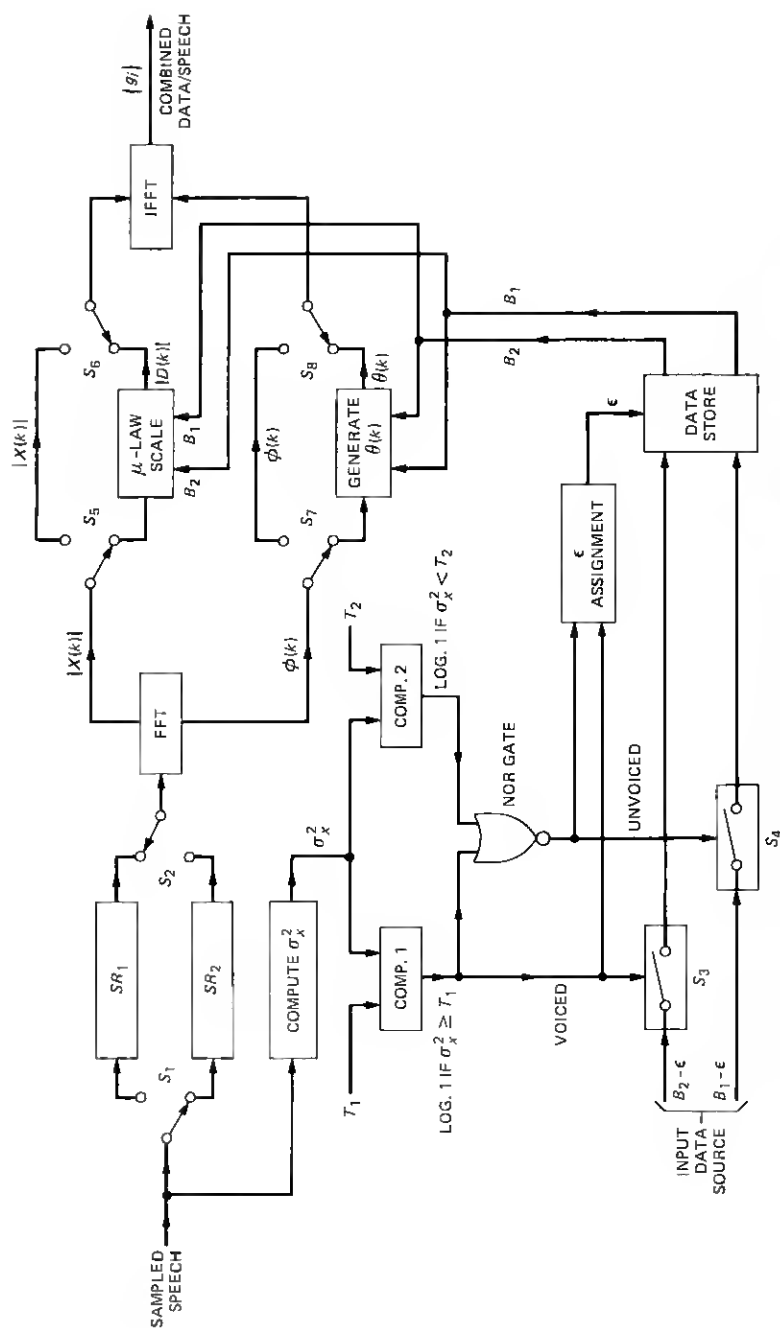 SAMPLED
SPEECH
S1
SR1
SR2
S2
FFT
|X(k)|
ϕ(k)
S5
|X(k)|
μ-LAW
SCALE
B2
B1
|D(k)|
S6
S7
ϕ(k)
GENERATE
θ(k)
θ(k)
S8
IFFT
{gi}
COMBINED
DATA/SPEECH
COMPUTE σx²
σx²
T1
COMP. 1
T2
COMP. 2
LOG. 1 IF σx² ≥ T1
LOG. 1 IF σx² < T2
NOR GATE
VOICED
UNVOICED
ϵ
ASSIGNMENT
ϵ
DATA
STORE
B2
B1
INPUT
DATA
SOURCE
B2-ϵ
B1-ϵ
S3
S4